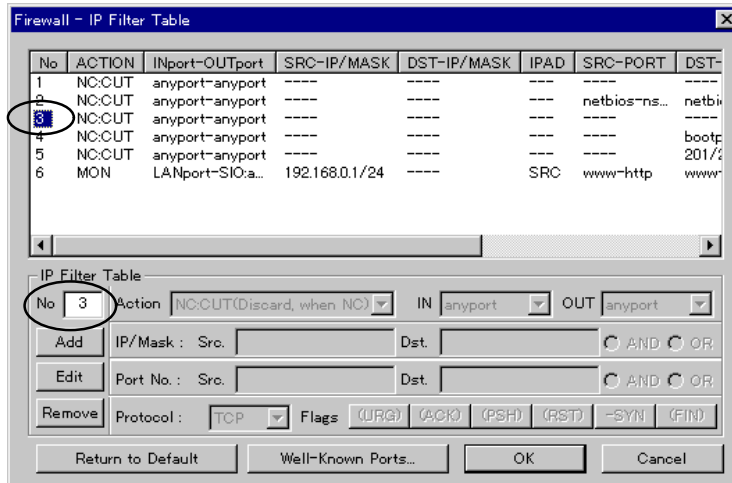 Firewall - IP Filter Table
No ACTION INport-OUTport SRC-IP/MASK DST-IP/MASK IPAD SRC-PORT DST-
1 NC:CUT anyport-anyport ---- ---- --- ----
2 NC:CUT anyport-anyport ---- ---- --- netbios-ns... netbi
3 NC:CUT anyport-anyport ---- ---- --- ----
4 NC:CUT anyport-anyport ---- ---- --- ---- bootp
5 NC:CUT anyport-anyport ---- ---- --- ---- 201/2
6 MON LANport-SIO:a... 192.168.0.1/24 ---- SRC www-http www-
IP Filter Table
No 3 Action NC:CUT(Discard, when NC) IN anyport OUT anyport
Add IP/Mask : Src. Dst. AND OR
Edit Port No. : Src. Dst. AND OR
Remove Protocol : TCP Flags (URG) (ACK) (PSH) (RST) -SYN (FIN)
Return to Default Well-Known Ports... OK Cancel